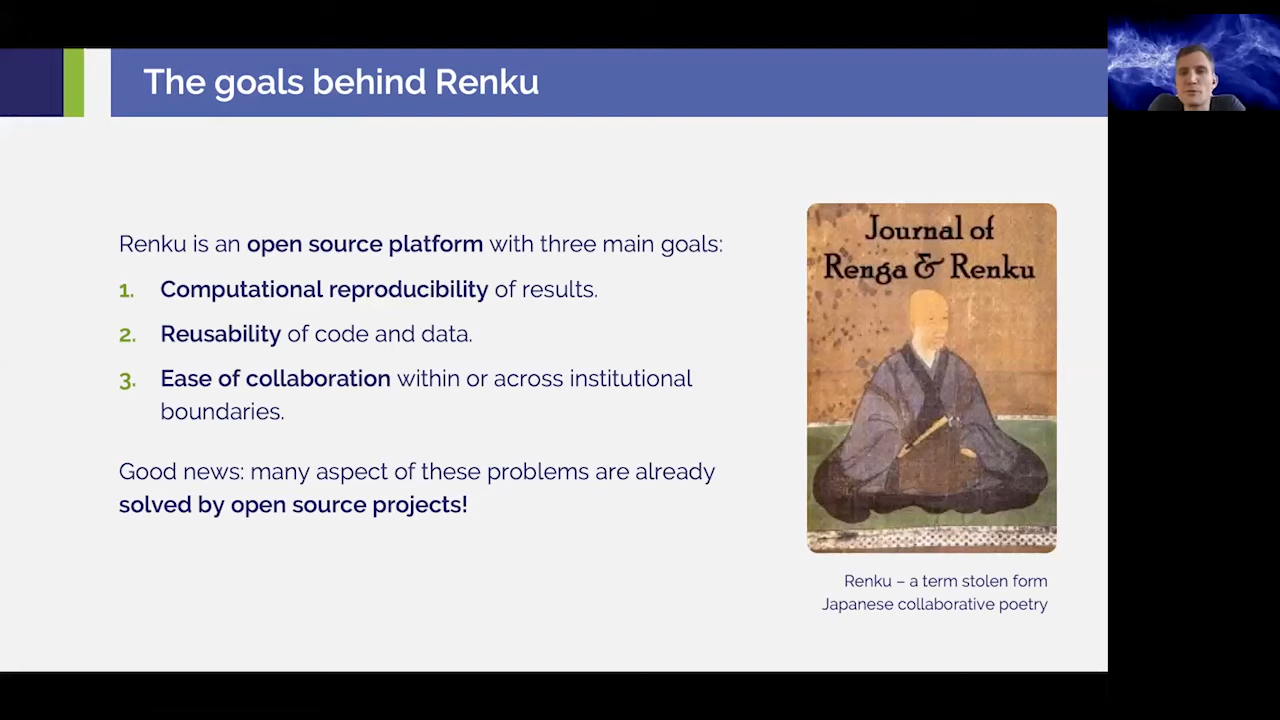 The goals behind Renku
Renku is an open source platform with three main goals:
1. Computational reproducibility of results.
2. Reusability of code and data.
3. Ease of collaboration within or across institutional
boundaries.
Good news: many aspect of these problems are already
solved by open source projects!
Journal of
Renga & Renku
Renku – a term stolen form
Japanese collaborative poetry